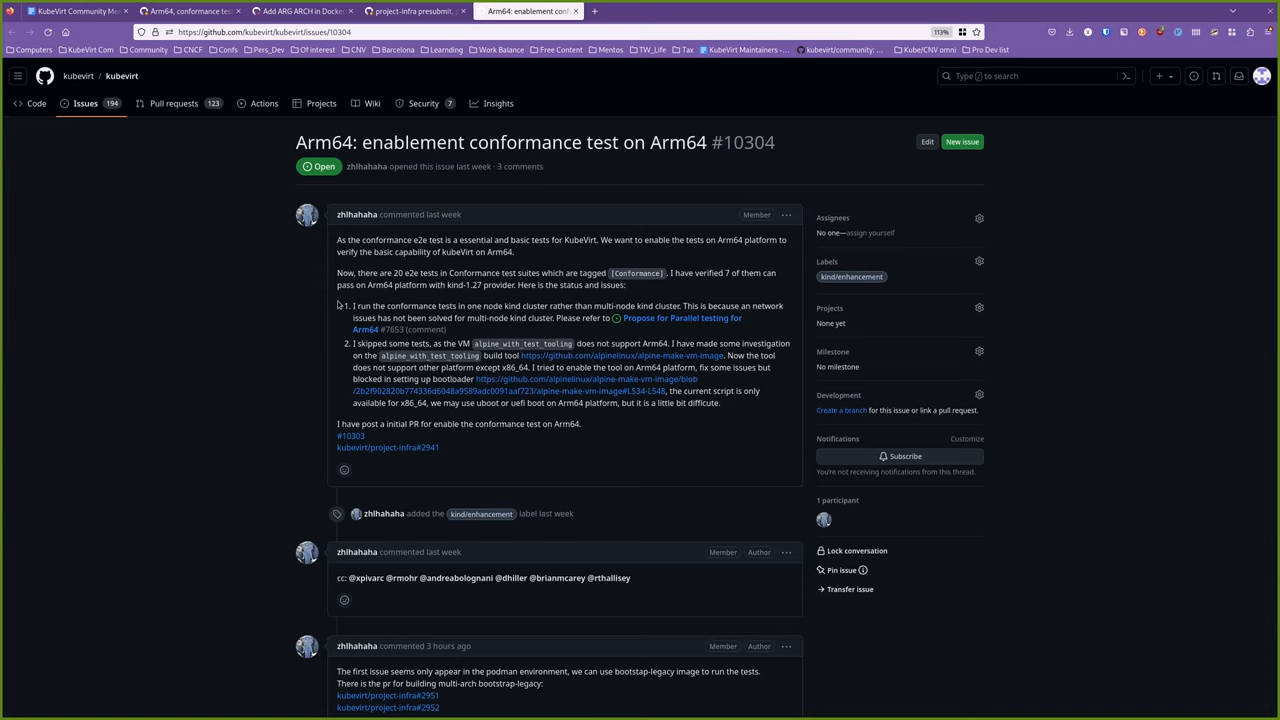 KubeVirt Community Me
Arm64, conformance test
Add ARG ARCH in Docker
project-infra presubmit,
Arm64: enablement conf
https://github.com/kubevirt/kubevirt/issues/10304
113%
Computers
KubeVirt Com
Community
CNCF
Confs
Pers_Dev
Of interest
CNV
Barcelona
Learnding
Work Balance
Free Content
Mentos
TW_Life
Tax
KubeVirt Maintainers -...
kubevirt/community: ...
Kube/CNV omni
Pro Dev list
kubevirt / kubevirt
Type / to search
Code
Issues 194
Pull requests 123
Actions
Projects
Wiki
Security 7
Insights
Arm64: enablement conformance test on Arm64 #10304
Edit
New issue
Open
zhlhahaha opened this issue last week · 3 comments
zhlhahaha commented last week
Member
As the conformance e2e test is a essential and basic tests for KubeVirt. We want to enable the tests on Arm64 platform to
verify the basic capability of kubeVirt on Arm64.
Now, there are 20 e2e tests in Conformance test suites which are tagged [Conformance]. I have verified 7 of them can
pass on Arm64 platform with kind-1.27 provider. Here is the status and issues:
1. I run the conformance tests in one node kind cluster rather than multi-node kind cluster. This is because an network
issues has not been solved for multi-node kind cluster. Please refer to Propose for Parallel testing for
Arm64 #7653 (comment)
2. I skipped some tests, as the VM alpine_with_test_tooling does not support Arm64. I have made some investigation
on the alpine_with_test_tooling build tool https://github.com/alpinelinux/alpine-make-vm-image. Now the tool
does not support other platform except x86_64. I tried to enable the tool on Arm64 platform, fix some issues but
blocked in setting up bootloader https://github.com/alpinelinux/alpine-make-vm-image/blob
/2b2f902820b774336d6048a9589adc0091aaf723/alpine-make-vm-image#L534-L548, the current script is only
available for x86_64, we may use uboot or uefi boot on Arm64 platform, but it is a little bit difficute.
I have post a initial PR for enable the conformance test on Arm64.
#10303
kubevirt/project-infra#2941
zhlhahaha added the kind/enhancement label last week
zhlhahaha commented last week
Member
Author
cc: @xpivarc @rmohr @andreabolognani @dhiller @brianmcarey @rthallisey
zhlhahaha commented 3 hours ago
Member
Author
The first issue seems only appear in the podman environment, we can use bootstap-legacy image to run the tests.
There is the pr for building multi-arch bootstrap-legacy:
kubevirt/project-infra#2951
kubevirt/project-infra#2952
Assignees
No one—assign yourself
Labels
kind/enhancement
Projects
None yet
Milestone
No milestone
Development
Create a branch for this issue or link a pull request.
Notifications
Customize
Subscribe
You're not receiving notifications from this thread.
1 participant
Lock conversation
Pin issue
Transfer issue